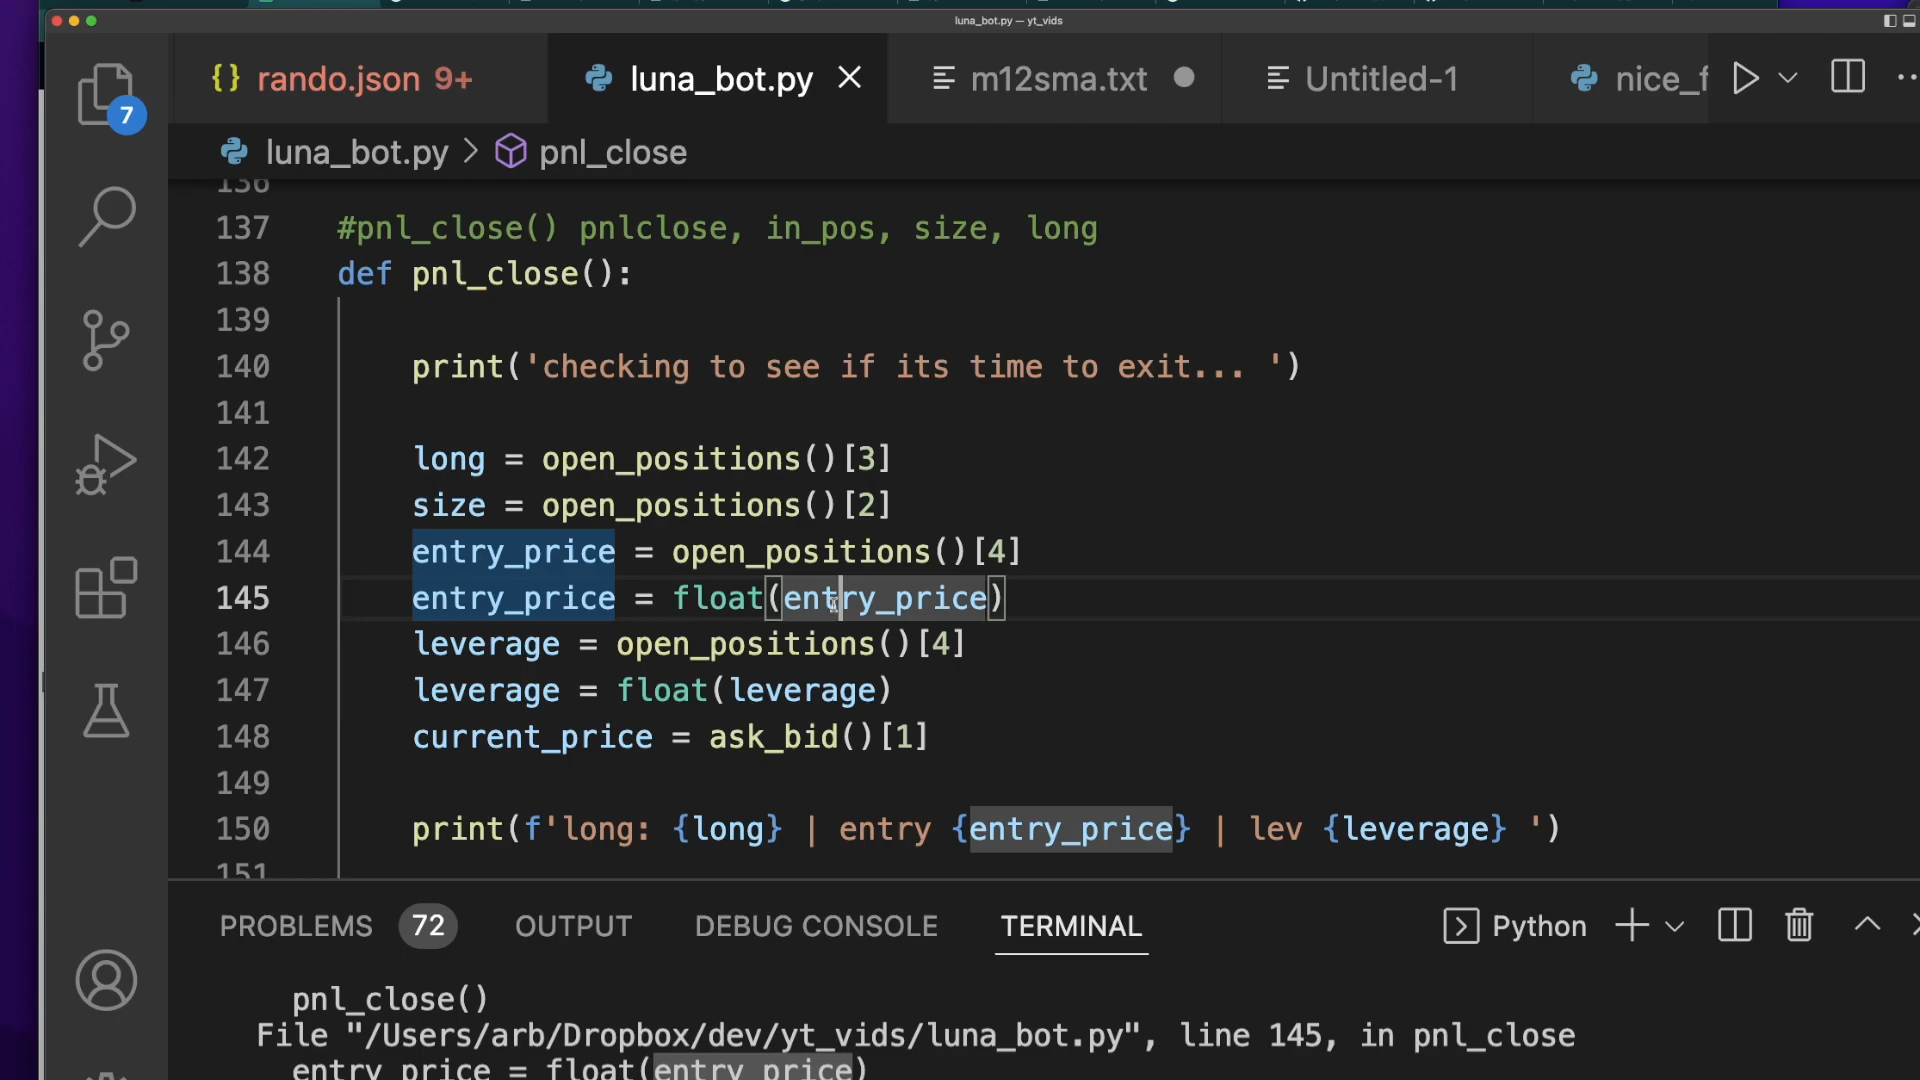 luna_bot.py — yt_vids
{} rando.json 9+ luna_bot.py m12sma.txt Untitled-1 nice_f
7
luna_bot.py > pnl_close
136
137 #pnl_close() pnlclose, in_pos, size, long
138 def pnl_close():
139
140 print('checking to see if its time to exit... ')
141
142 long = open_positions()[3]
143 size = open_positions()[2]
144 entry_price = open_positions()[4]
145 entry_price = float(entry_price)
146 leverage = open_positions()[4]
147 leverage = float(leverage)
148 current_price = ask_bid()[1]
149
150 print(f'long: {long} | entry {entry_price} | lev {leverage} ')
151
PROBLEMS 72 OUTPUT DEBUG CONSOLE TERMINAL Python
pnl_close()
File "/Users/arb/Dropbox/dev/yt_vids/luna_bot.py", line 145, in pnl_close
entry_price = float(entry_price)